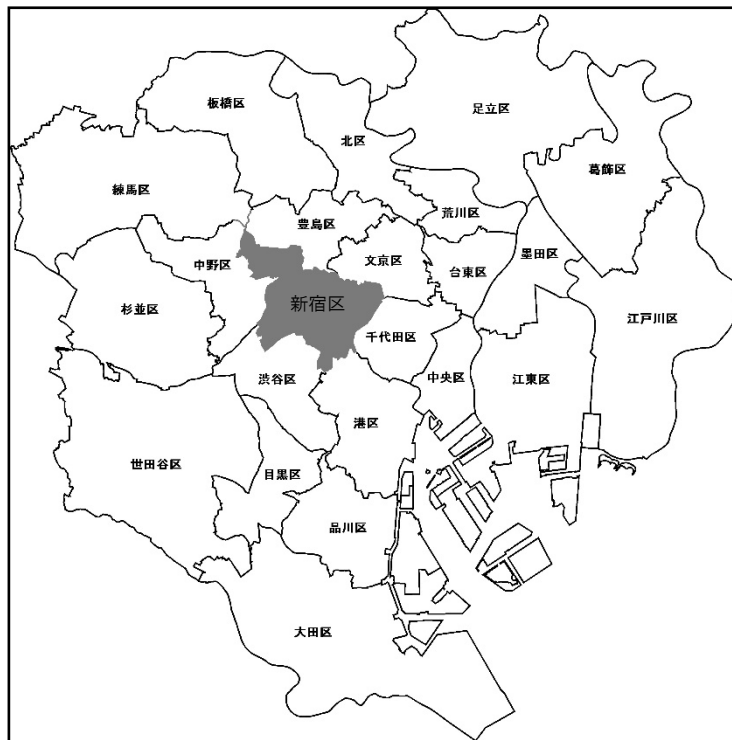 板橋区
足立区
北区
葛飾区
練馬区
荒川区
豊島区
文京区
墨田区
中野区
台東区
新宿区
杉並区
江戸川区
千代田区
渋谷区
中央区
江東区
港区
世田谷区
目黒区
品川区
大田区